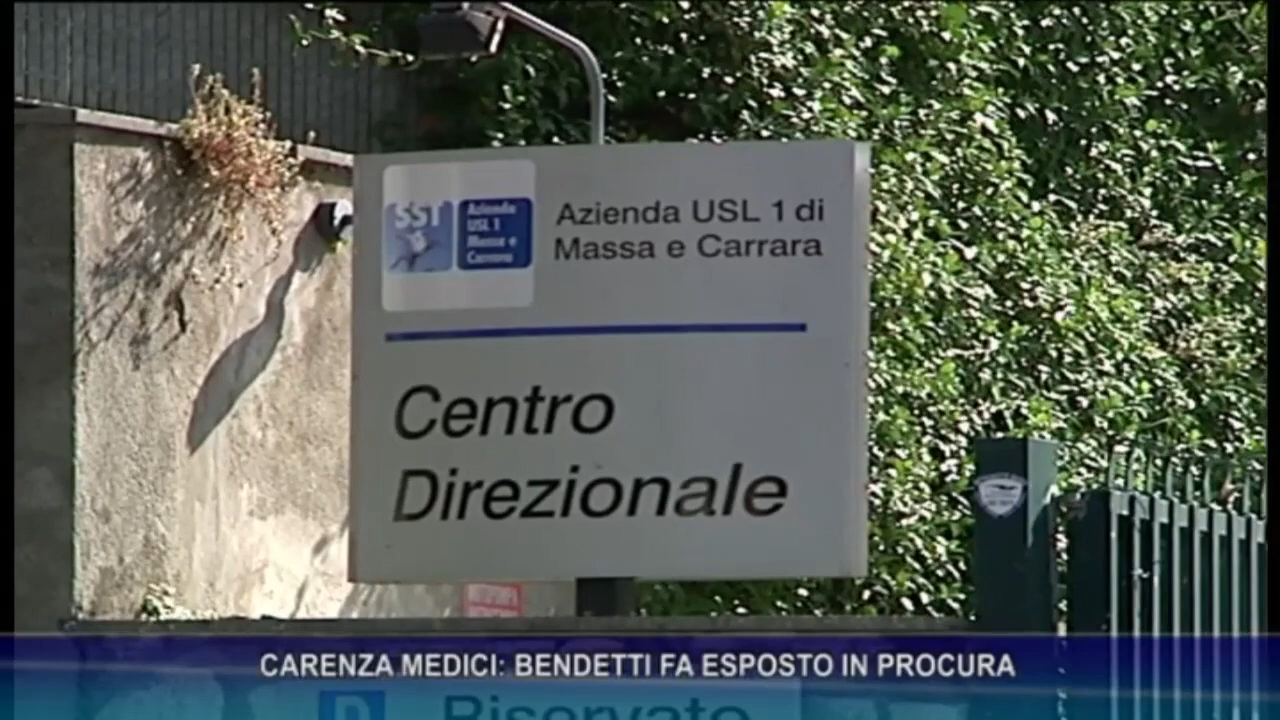 SST
Azienda
USL 1
Massa e
Carrara
Azienda USL 1 di
Massa e Carrara
Centro
Direzionale
CARENZA MEDICI: BENDETTI FA ESPOSTO IN PROCURA
P
Riservato